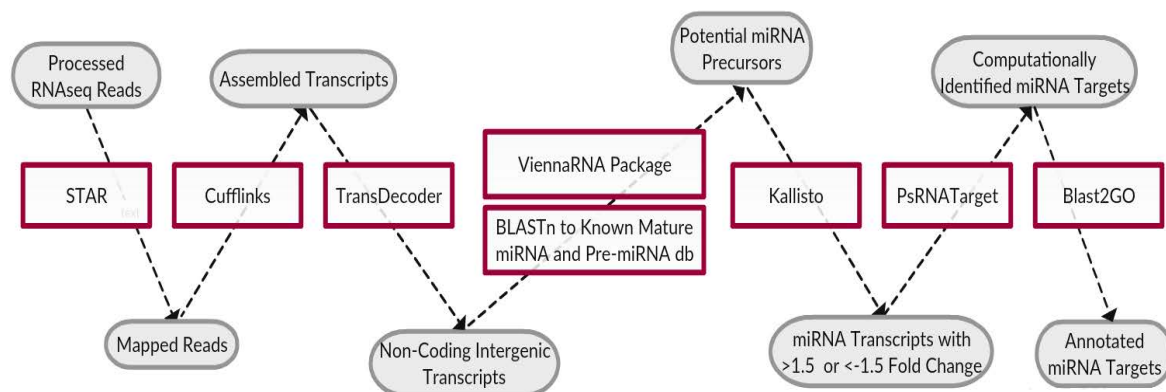 Processed
RNAseq Reads
STAR
text
Mapped Reads
Cufflinks
Assembled Transcripts
TransDecoder
Non-Coding Intergenic
Transcripts
ViennaRNA Package
BLASTn to Known Mature
miRNA and Pre-miRNA db
Potential miRNA
Precursors
Kallisto
miRNA Transcripts with
>1.5 or <-1.5 Fold Change
PsRNATarget
Computationally
Identified miRNA Targets
Blast2GO
Annotated
miRNA Targets